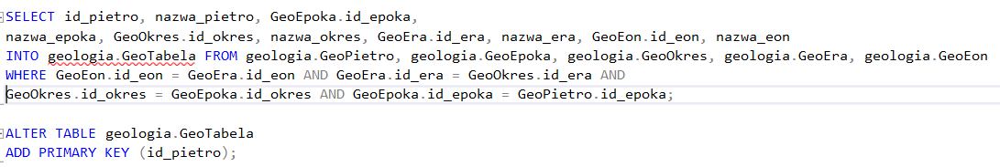 SELECT id_pietro, nazwa_pietro, GeoEpoka.id_epoka,
nazwa_epoka, GeoOkres.id_okres, nazwa_okres, GeoEra.id_era, nazwa_era, GeoEon.id_eon, nazwa_eon
INTO geologia.GeoTabela FROM geologia.GeoPietro, geologia.GeoEpoka, geologia.GeoOkres, geologia.GeoEra, geologia.GeoEon
WHERE GeoEon.id_eon = GeoEra.id_eon AND GeoEra.id_era = GeoOkres.id_era AND
GeoOkres.id_okres = GeoEpoka.id_okres AND GeoEpoka.id_epoka = GeoPietro.id_epoka;
ALTER TABLE geologia.GeoTabela
ADD PRIMARY KEY (id_pietro);